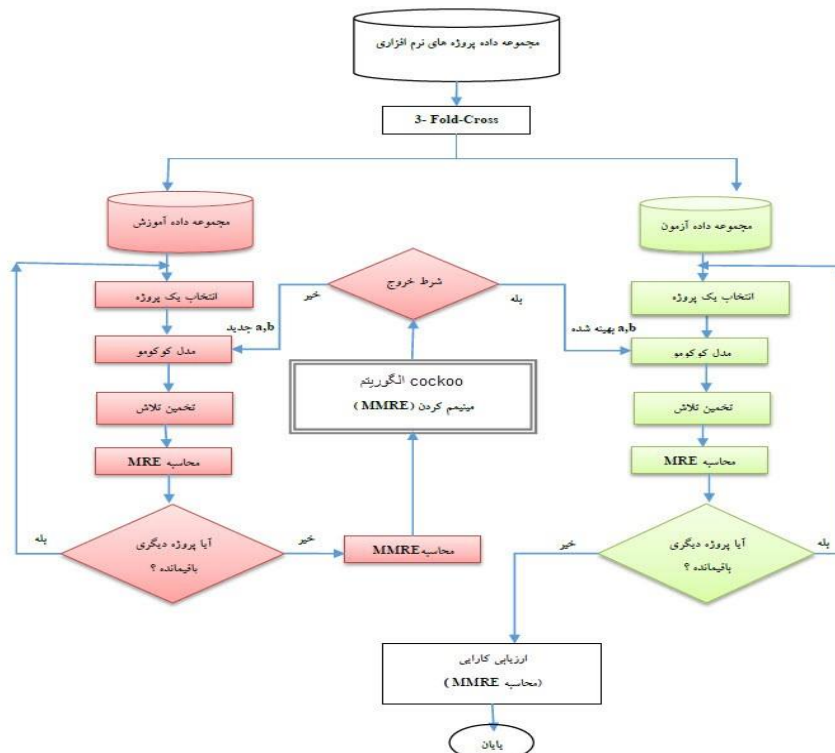 مجموعه داده پروژه های نرم افزاری
3- Fold-Cross
مجموعه داده آموزش
انتخاب یک پروژه
مدل کوکومو
تخمین تلاش
محاسبه MRE
آیا پروژه دیگری
باقیمانده ؟
بله
خیر
محاسبه MMRE
الگوریتم cockoo
مینیمم کردن (MMRE )
شرط خروج
خیر
a,b جدید
بله
a,b بهینه شده
مجموعه داده آزمون
انتخاب یک پروژه
مدل کوکومو
تخمین تلاش
محاسبه MRE
آیا پروژه دیگری
باقیمانده ؟
بله
خیر
ارزیابی کارایی
(محاسبه MMRE )
پایان